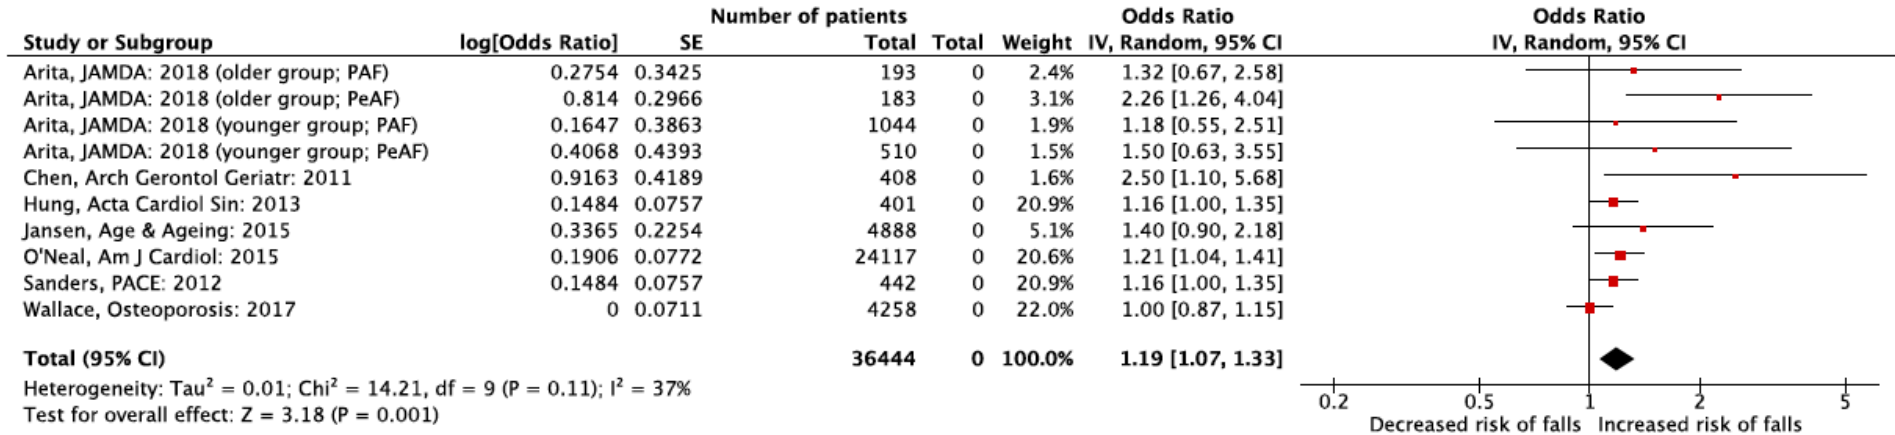 Number of patients Odds Ratio Odds Ratio
Study or Subgroup log[Odds Ratio] SE Total Total Weight IV, Random, 95% CI IV, Random, 95% CI
Arita, JAMDA: 2018 (older group; PAF) 0.2754 0.3425 193 0 2.4% 1.32 [0.67, 2.58]
Arita, JAMDA: 2018 (older group; PeAF) 0.814 0.2966 183 0 3.1% 2.26 [1.26, 4.04]
Arita, JAMDA: 2018 (younger group; PAF) 0.1647 0.3863 1044 0 1.9% 1.18 [0.55, 2.51]
Arita, JAMDA: 2018 (younger group; PeAF) 0.4068 0.4393 510 0 1.5% 1.50 [0.63, 3.55]
Chen, Arch Gerontol Geriatr: 2011 0.9163 0.4189 408 0 1.6% 2.50 [1.10, 5.68]
Hung, Acta Cardiol Sin: 2013 0.1484 0.0757 401 0 20.9% 1.16 [1.00, 1.35]
Jansen, Age & Ageing: 2015 0.3365 0.2254 4888 0 5.1% 1.40 [0.90, 2.18]
O'Neal, Am J Cardiol: 2015 0.1906 0.0772 24117 0 20.6% 1.21 [1.04, 1.41]
Sanders, PACE: 2012 0.1484 0.0757 442 0 20.9% 1.16 [1.00, 1.35]
Wallace, Osteoporosis: 2017 0 0.0711 4258 0 22.0% 1.00 [0.87, 1.15]
Total (95% CI) 36444 0 100.0% 1.19 [1.07, 1.33]
Heterogeneity: Tau² = 0.01; Chi² = 14.21, df = 9 (P = 0.11); I² = 37%
Test for overall effect: Z = 3.18 (P = 0.001)
0.2 0.5 1 2 5
Decreased risk of falls Increased risk of falls